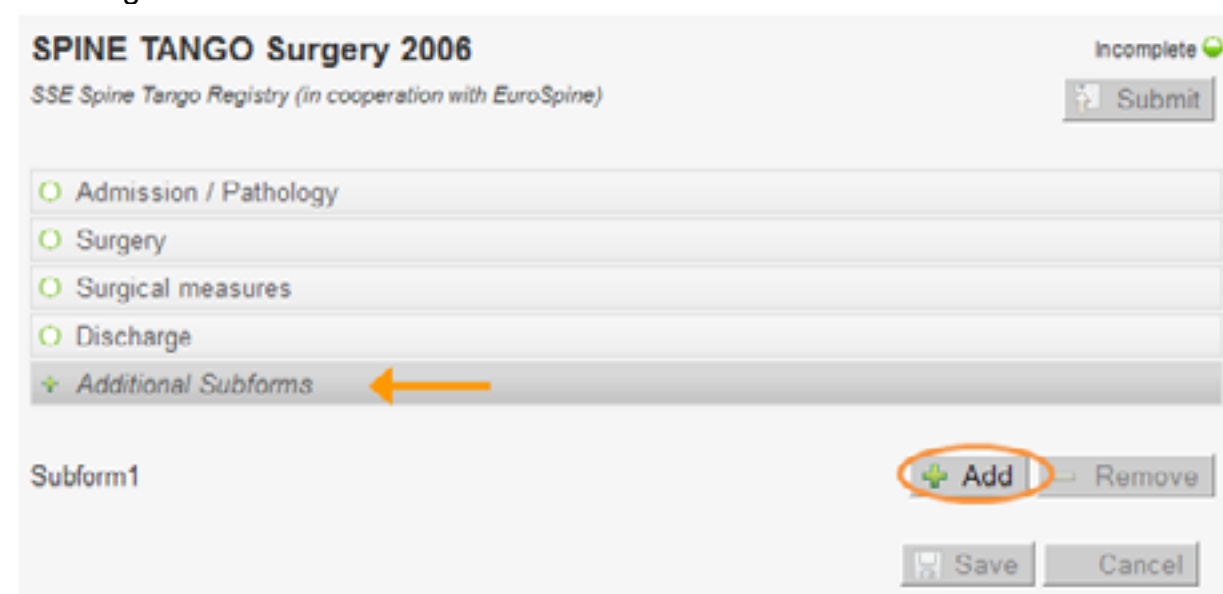 SPINE TANGO Surgery 2006
Incomplete
SSE Spine Tango Registry (in cooperation with EuroSpine)
Submit
Admission / Pathology
Surgery
Surgical measures
Discharge
Additional Subforms
Subform1
Add
Remove
Save
Cancel